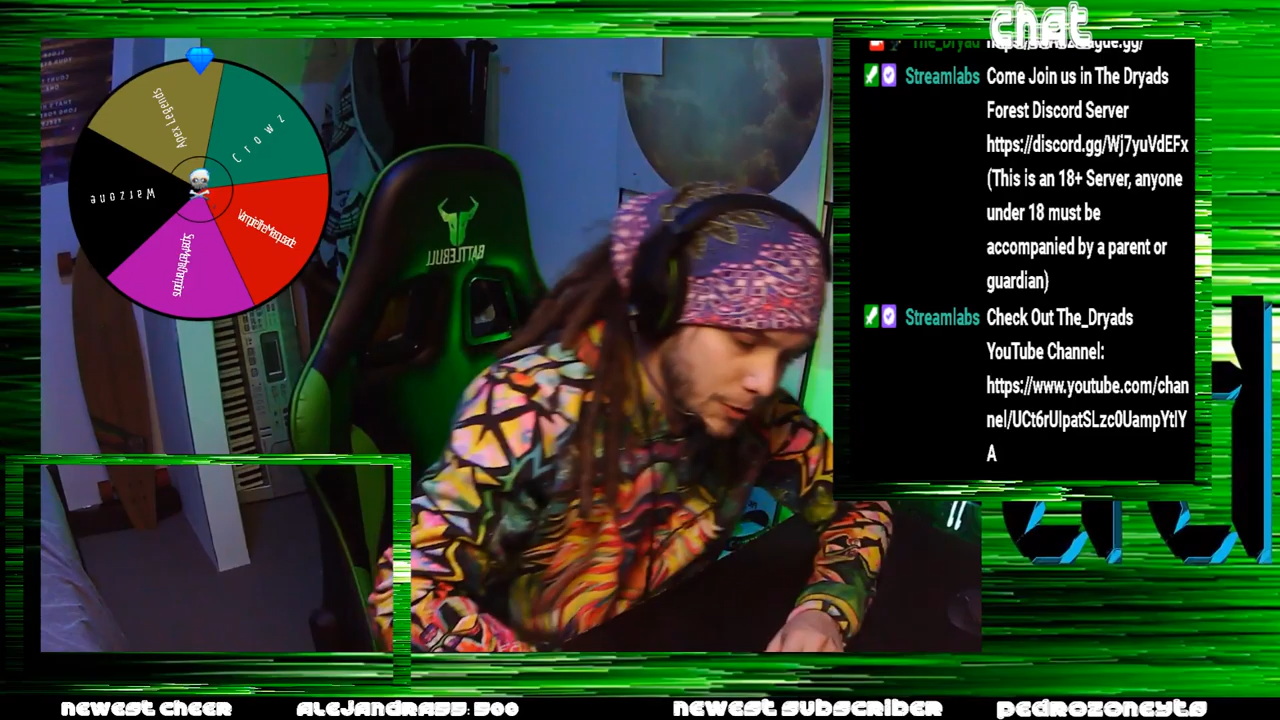 chat
The_Dryad
Streamlabs Come Join us in The Dryads
Forest Discord Server
https://discord.gg/Wj7yuVdEFx
(This is an 18+ Server, anyone
under 18 must be
accompanied by a parent or
guardian)
Streamlabs Check Out The_Dryads
YouTube Channel:
https://www.youtube.com/chan
nel/UCt6rUlpatSLzc0UampYtlY
A
Apex Legends
Crowz
Warzone
BATTLEBULL
newest cheer
alejandra55: 500
newest subscriber
pedrozoneyts